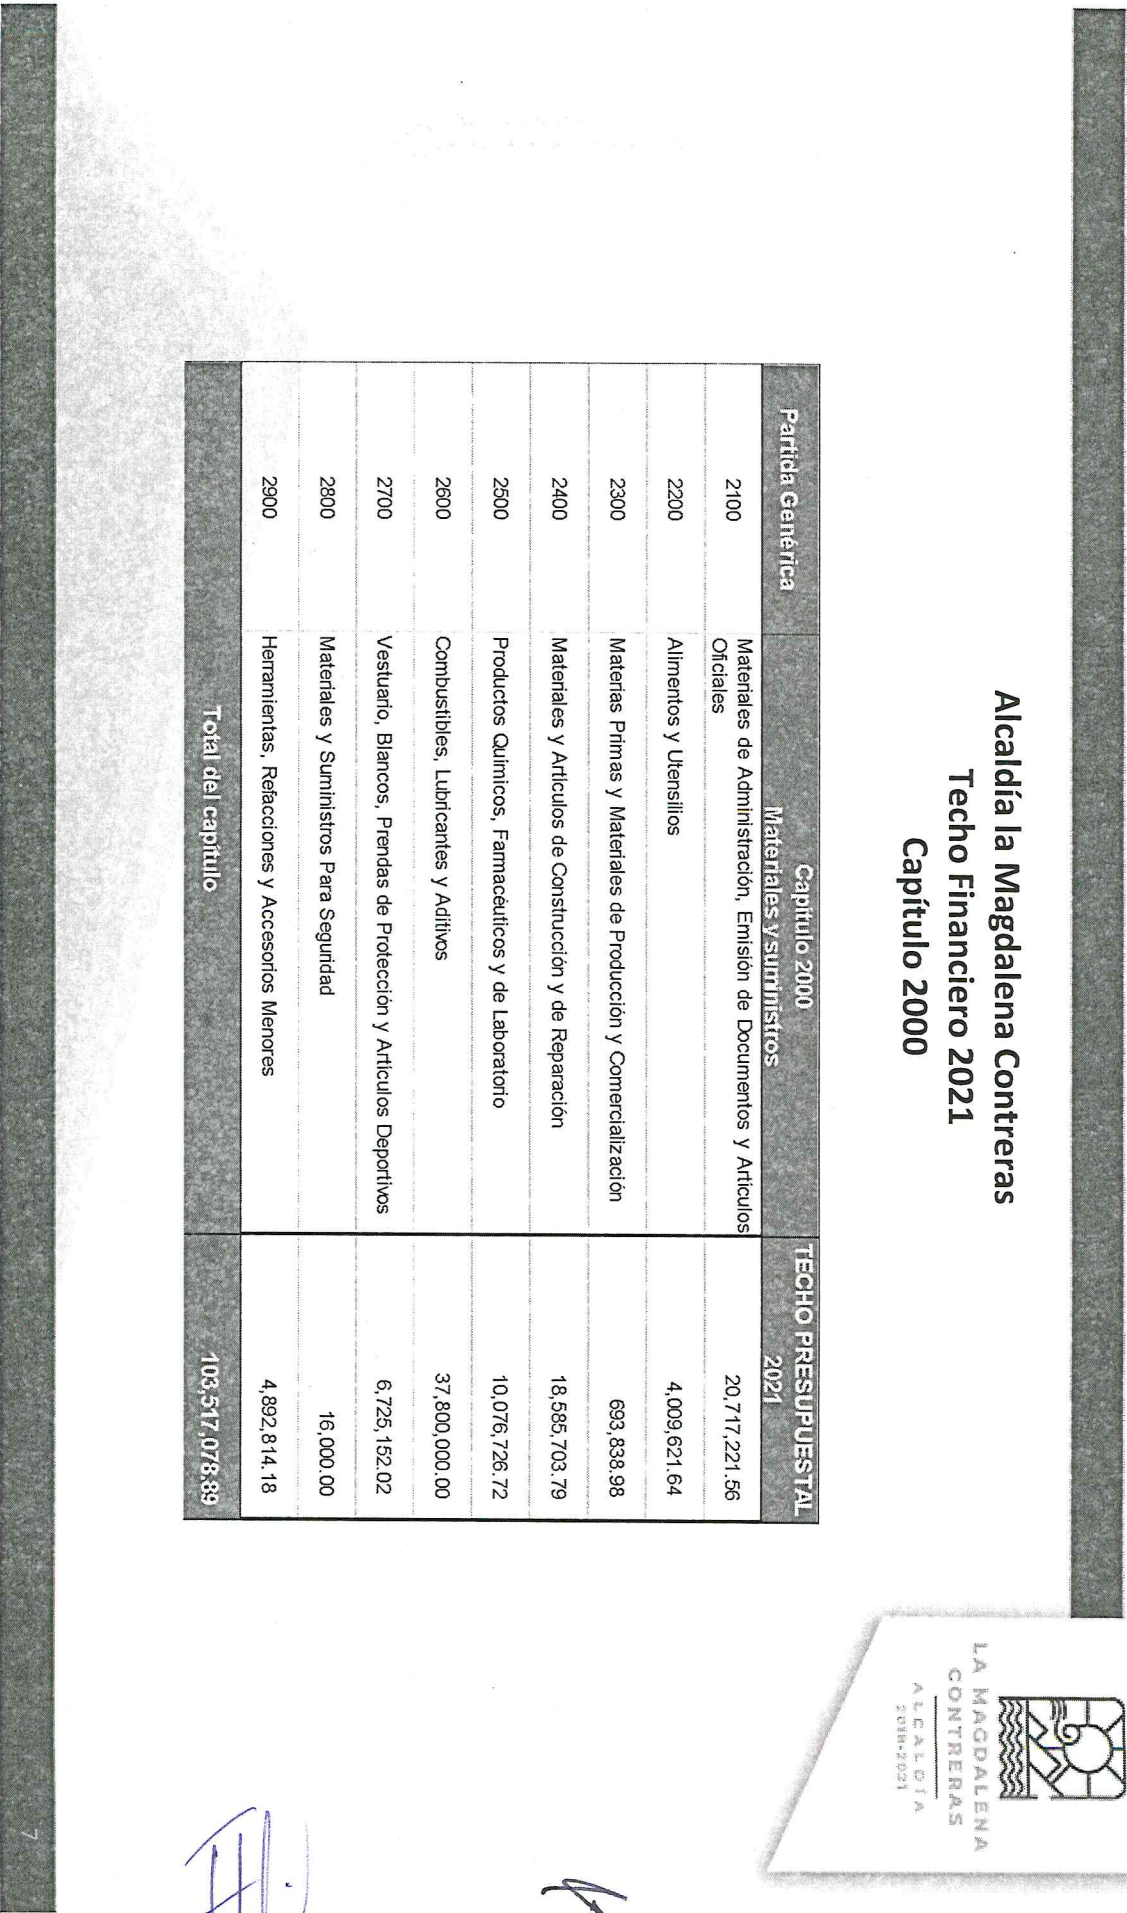 Alcaldía la Magdalena Contreras
Techo Financiero 2021
Capítulo 2000
LA MAGDALENA
CONTRERAS
ALCALDÍA
2018-2021
Partida Genérica
Capítulo 2000
Materiales y suministros
TECHO PRESUPUESTAL
2021
2100 Materiales de Administración, Emisión de Documentos y Artículos
Oficiales 20,717,221.56
2200 Alimentos y Utensilios 4,009,621.64
2300 Materias Primas y Materiales de Producción y Comercialización 693,838.98
2400 Materiales y Artículos de Construcción y de Reparación 18,585,703.79
2500 Productos Químicos, Farmacéuticos y de Laboratorio 10,076,726.72
2600 Combustibles, Lubricantes y Aditivos 37,800,000.00
2700 Vestuario, Blancos, Prendas de Protección y Artículos Deportivos 6,725,152.02
2800 Materiales y Suministros Para Seguridad 16,000.00
2900 Herramientas, Refacciones y Accesorios Menores 4,892,814.18
Total del capítulo 103,517,078.89
7